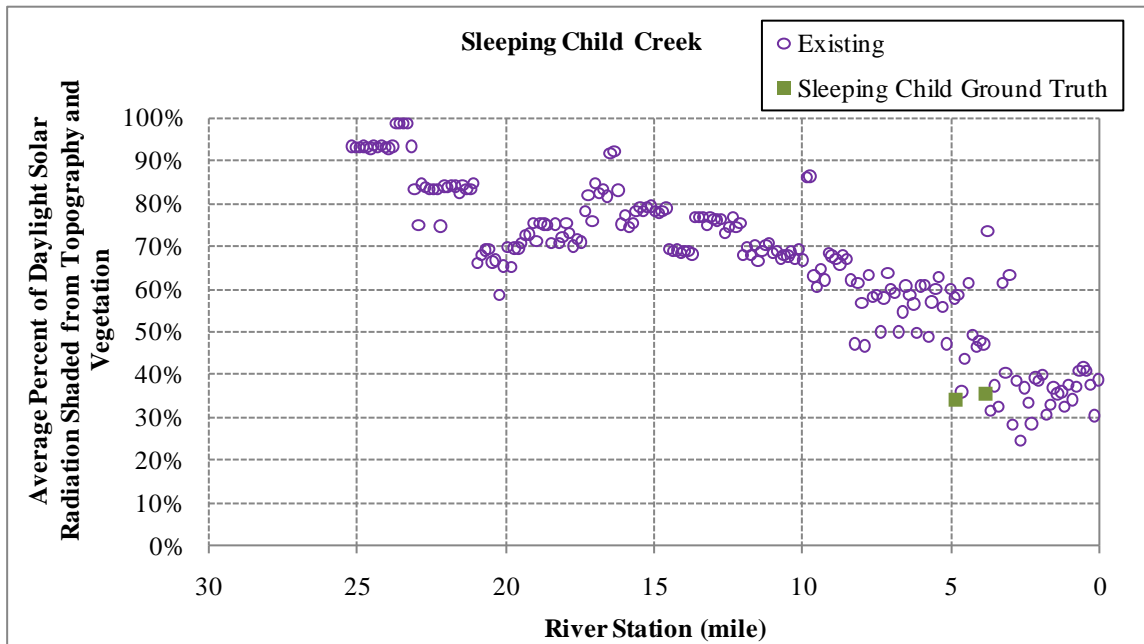 Sleeping Child Creek
Existing
Sleeping Child Ground Truth
Average Percent of Daylight Solar
Radiation Shaded from Topography and
Vegetation
100%
90%
80%
70%
60%
50%
40%
30%
20%
10%
0%
30 25 20 15 10 5 0
River Station (mile)